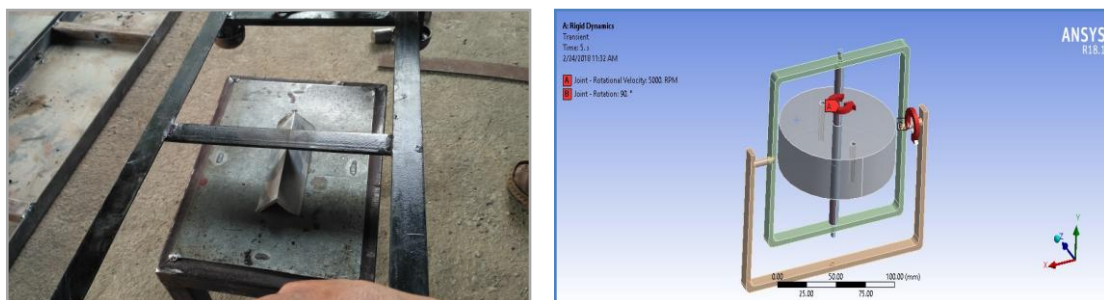 A: Rigid Dynamics
Transient
Time: 5. s
2/24/2018 11:32 AM
A Joint - Rotational Velocity: 5000. RPM
B Joint - Rotation: 90. °
ANSYS
R18.1
A
Y
Z
X
0.00 50.00 100.00 (mm)
25.00 75.00